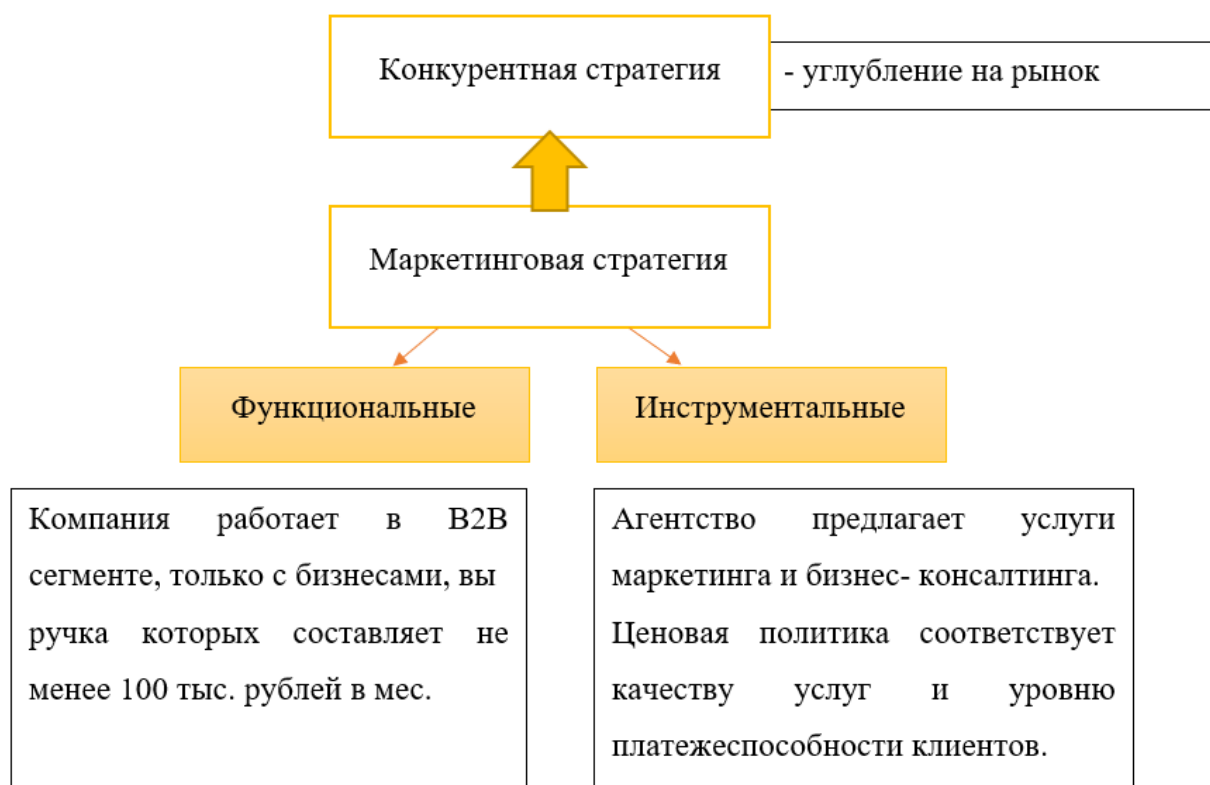 Конкурентная стратегия
- углубление на рынок
Маркетинговая стратегия
Функциональные
Инструментальные
Компания работает в B2B
сегменте, только с бизнесами, вы
ручка которых составляет не
менее 100 тыс. рублей в мес.
Агентство предлагает услуги
маркетинга и бизнес- консалтинга.
Ценовая политика соответствует
качеству услуг и уровню
платежеспособности клиентов.